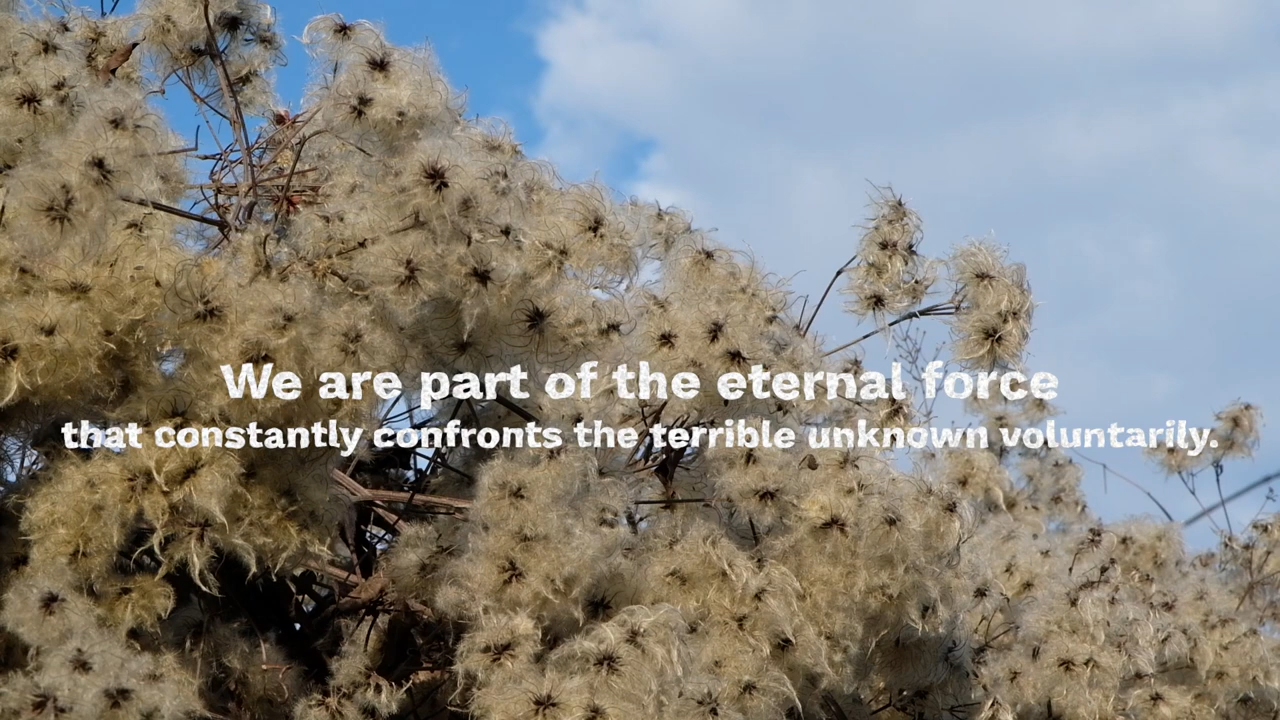 We are part of the eternal force
that constantly confronts the terrible unknown voluntarily.